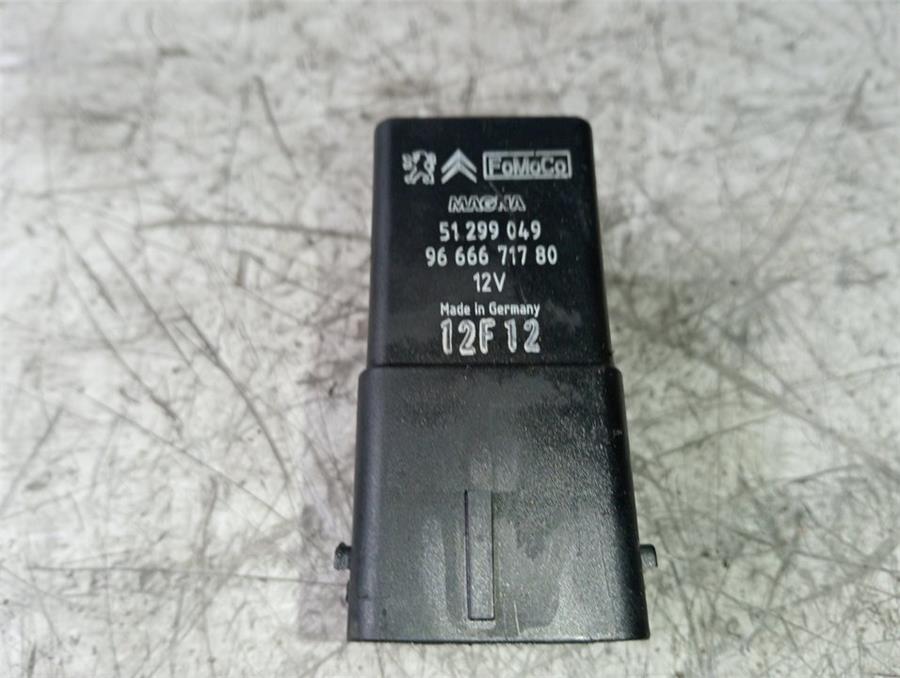 FoMoCo
MAGNA
51 299 049
96 666 717 80
12V
Made in Germany
12F12